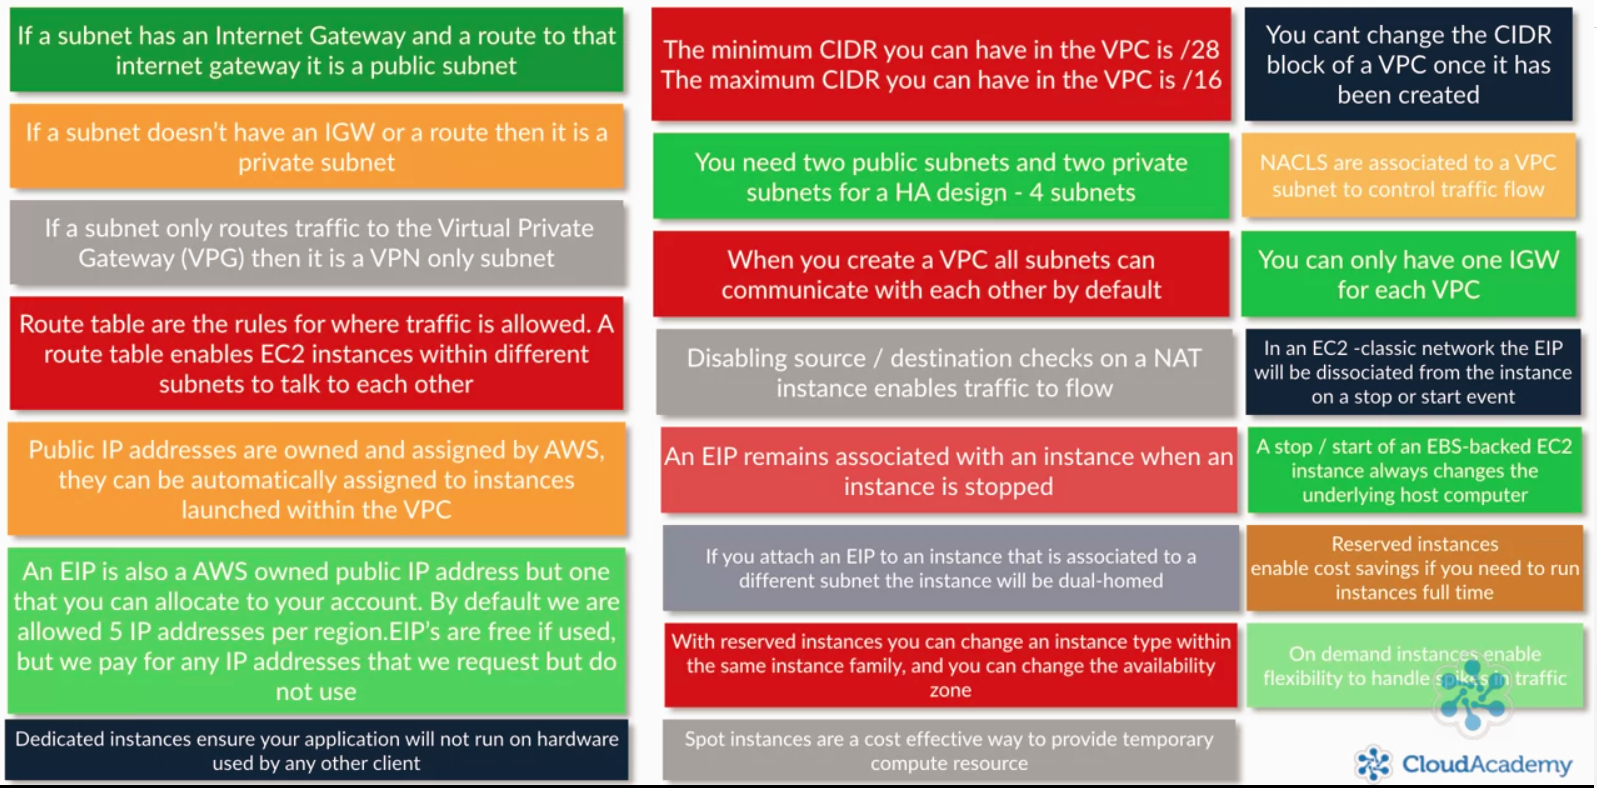 If a subnet has an Internet Gateway and a route to that
internet gateway it is a public subnet
If a subnet doesn't have an IGW or a route then it is a
private subnet
If a subnet only routes traffic to the Virtual Private
Gateway (VPG) then it is a VPN only subnet
Route table are the rules for where traffic is allowed. A
route table enables EC2 instances within different
subnets to talk to each other
Public IP addresses are owned and assigned by AWS,
they can be automatically assigned to instances
launched within the VPC
An EIP is also a AWS owned public IP address but one
that you can allocate to your account. By default we are
allowed 5 IP addresses per region.EIP's are free if used,
but we pay for any IP addresses that we request but do
not use
Dedicated instances ensure your application will not run on hardware
used by any other client
The minimum CIDR you can have in the VPC is /28
The maximum CIDR you can have in the VPC is /16
You need two public subnets and two private
subnets for a HA design - 4 subnets
When you create a VPC all subnets can
communicate with each other by default
Disabling source / destination checks on a NAT
instance enables traffic to flow
An EIP remains associated with an instance when an
instance is stopped
If you attach an EIP to an instance that is associated to a
different subnet the instance will be dual-homed
With reserved instances you can change an instance type within
the same instance family, and you can change the availability
zone
Spot instances are a cost effective way to provide temporary
compute resource
You cant change the CIDR
block of a VPC once it has
been created
NACLS are associated to a VPC
subnet to control traffic flow
You can only have one IGW
for each VPC
In an EC2 -classic network the EIP
will be dissociated from the instance
on a stop or start event
A stop / start of an EBS-backed EC2
instance always changes the
underlying host computer
Reserved instances
enable cost savings if you need to run
instances full time
On demand instances enable
flexibility to handle spikes in traffic
CloudAcademy